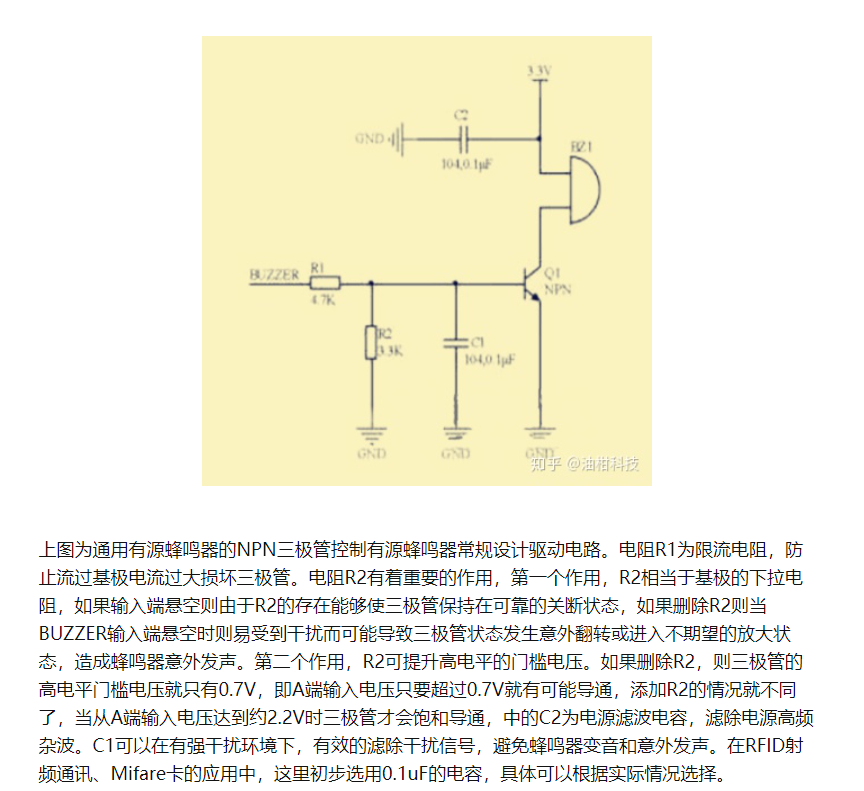 3.3V
C2
GND
104,0.1μF
BZ1
BUZZER
R1
4.7K
Q1
NPN
R2
3.3K
C1
104,0.1μF
GND
GND
GND
知乎 @油柑科技
上图为通用有源蜂鸣器的NPN三极管控制有源蜂鸣器常规设计驱动电路。电阻R1为限流电阻，防
止流过基极电流过大损坏三极管。电阻R2有着重要的作用，第一个作用，R2相当于基极的下拉电
阻，如果输入端悬空则由于R2的存在能够使三极管保持在可靠的关断状态，如果删除R2则当
BUZZER输入端悬空时则易受到干扰而可能导致三极管状态发生意外翻转或进入不期望的放大状
态，造成蜂鸣器意外发声。第二个作用，R2可提升高电平的门槛电压。如果删除R2，则三极管的
高电平门槛电压就只有0.7V，即A端输入电压只要超过0.7V就有可能导通，添加R2的情况就不同
了，当从A端输入电压达到约2.2V时三极管才会饱和导通，中的C2为电源滤波电容，滤除电源高频
杂波。C1可以在有强干扰环境下，有效的滤除干扰信号，避免蜂鸣器变音和意外发声。在RFID射
频通讯、Mifare卡的应用中，这里初步选用0.1uF的电容，具体可以根据实际情况选择。